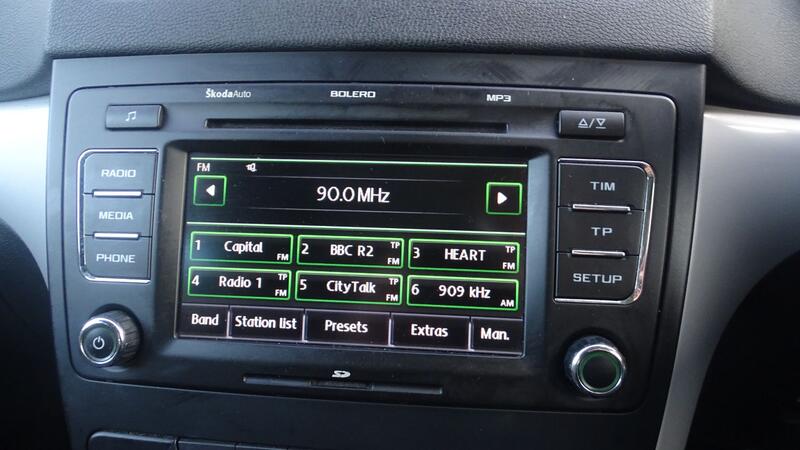 ŠkodaAuto BOLERO MP3
RADIO
MEDIA
PHONE
FM
90.0 MHz
1 Capital FM
2 BBC R2 TP FM
3 HEART TP FM
4 Radio 1 TP FM
5 CityTalk TP FM
6 909 kHz AM
Band Station list Presets Extras Man.
TIM
TP
SETUP
SD